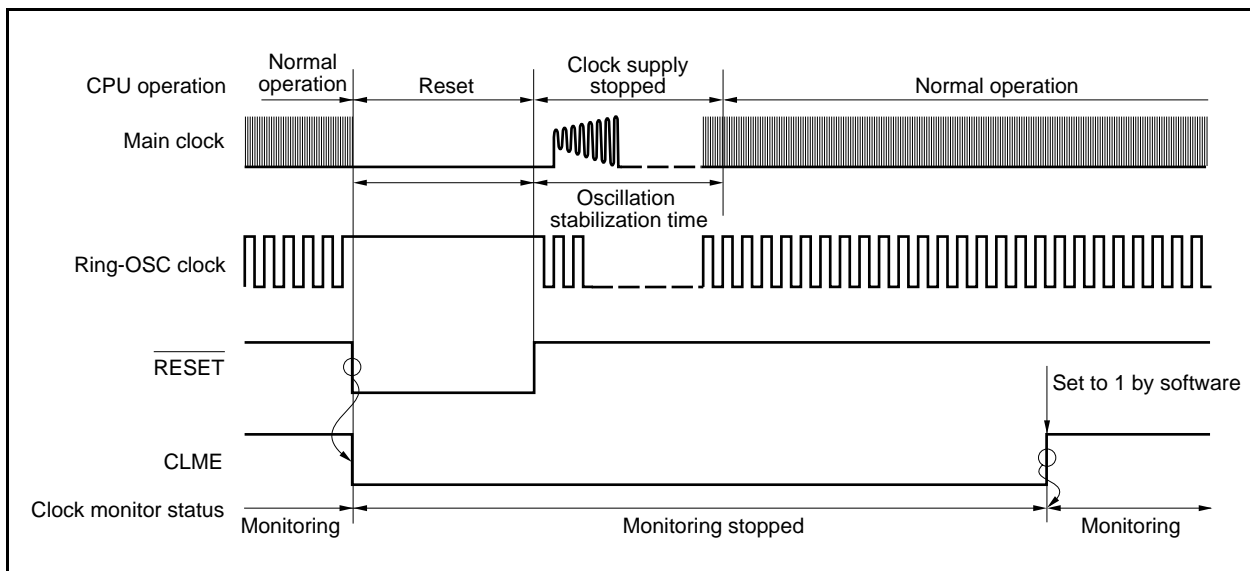 CPU operation
Normal
operation
Reset
Clock supply
stopped
Normal operation
Main clock
Oscillation
stabilization time
Ring-OSC clock
RESET
Set to 1 by software
CLME
Clock monitor status
Monitoring
Monitoring stopped
Monitoring